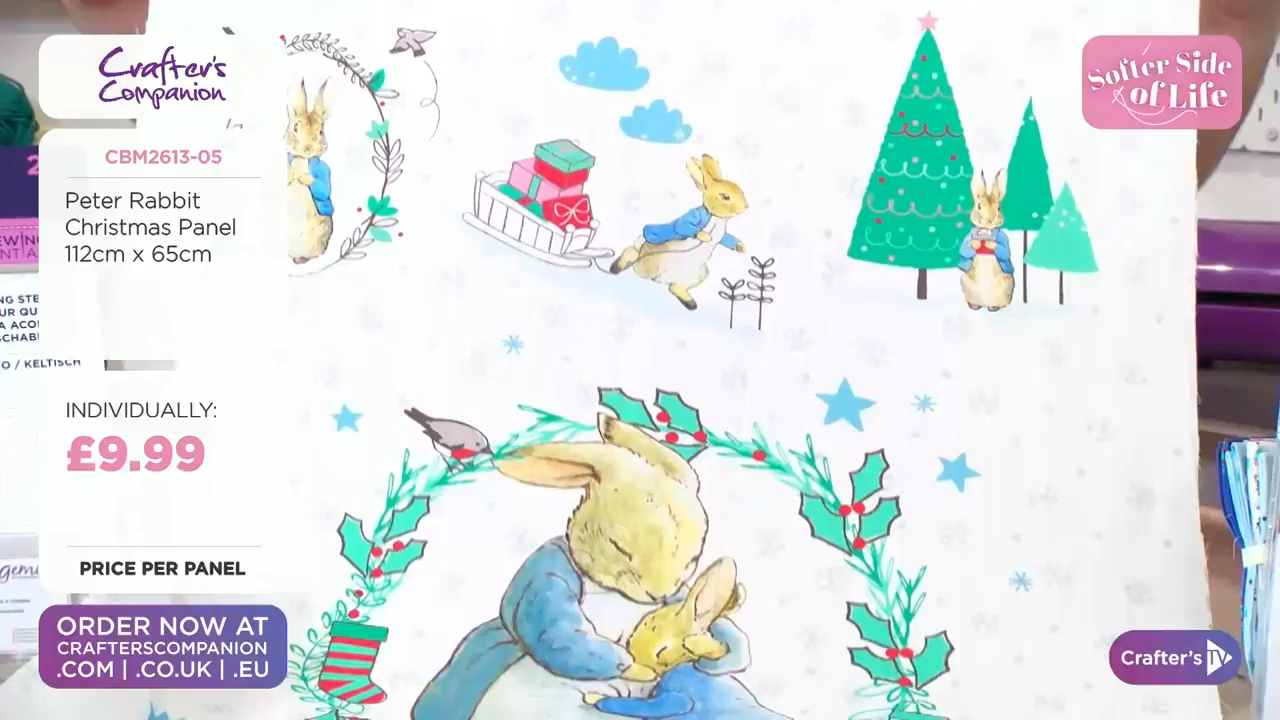 Crafter's
Companion
CBM2613-05
Peter Rabbit
Christmas Panel
112cm x 65cm
INDIVIDUALLY:
£9.99
PRICE PER PANEL
ORDER NOW AT
CRAFTERSCOMPANION
.COM | .CO.UK | .EU
Softer Side
of Life
Crafter's TV
O / KELTISCH